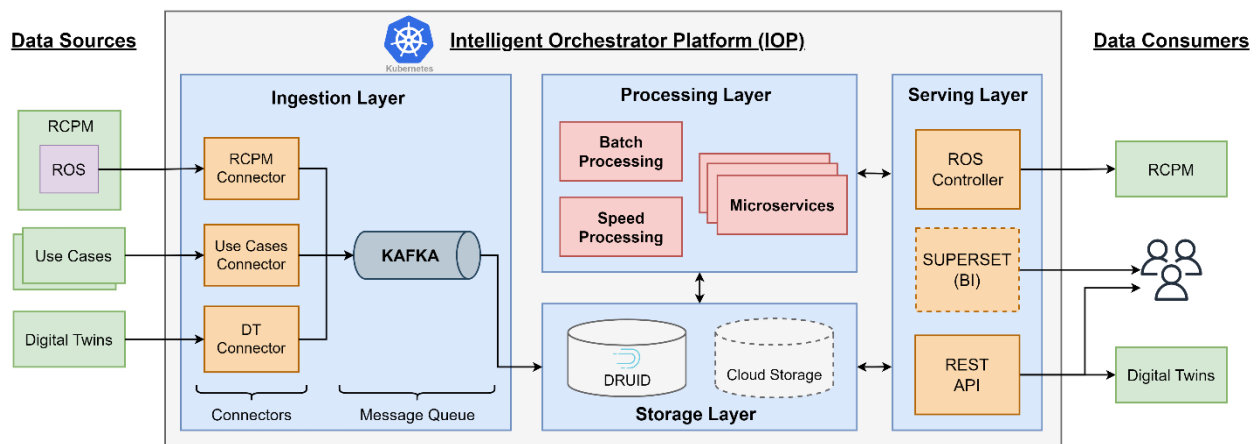 Data Sources
Intelligent Orchestrator Platform (IOP)
Data Consumers
Kubernetes
Ingestion Layer
Processing Layer
Serving Layer
RCPM
ROS
Use Cases
Digital Twins
RCPM
Connector
Use Cases
Connector
DT
Connector
KAFKA
Connectors
Message Queue
Batch
Processing
Speed
Processing
Microservices
DRUID
Cloud Storage
Storage Layer
ROS
Controller
SUPERSET
(BI)
REST
API
RCPM
Digital Twins